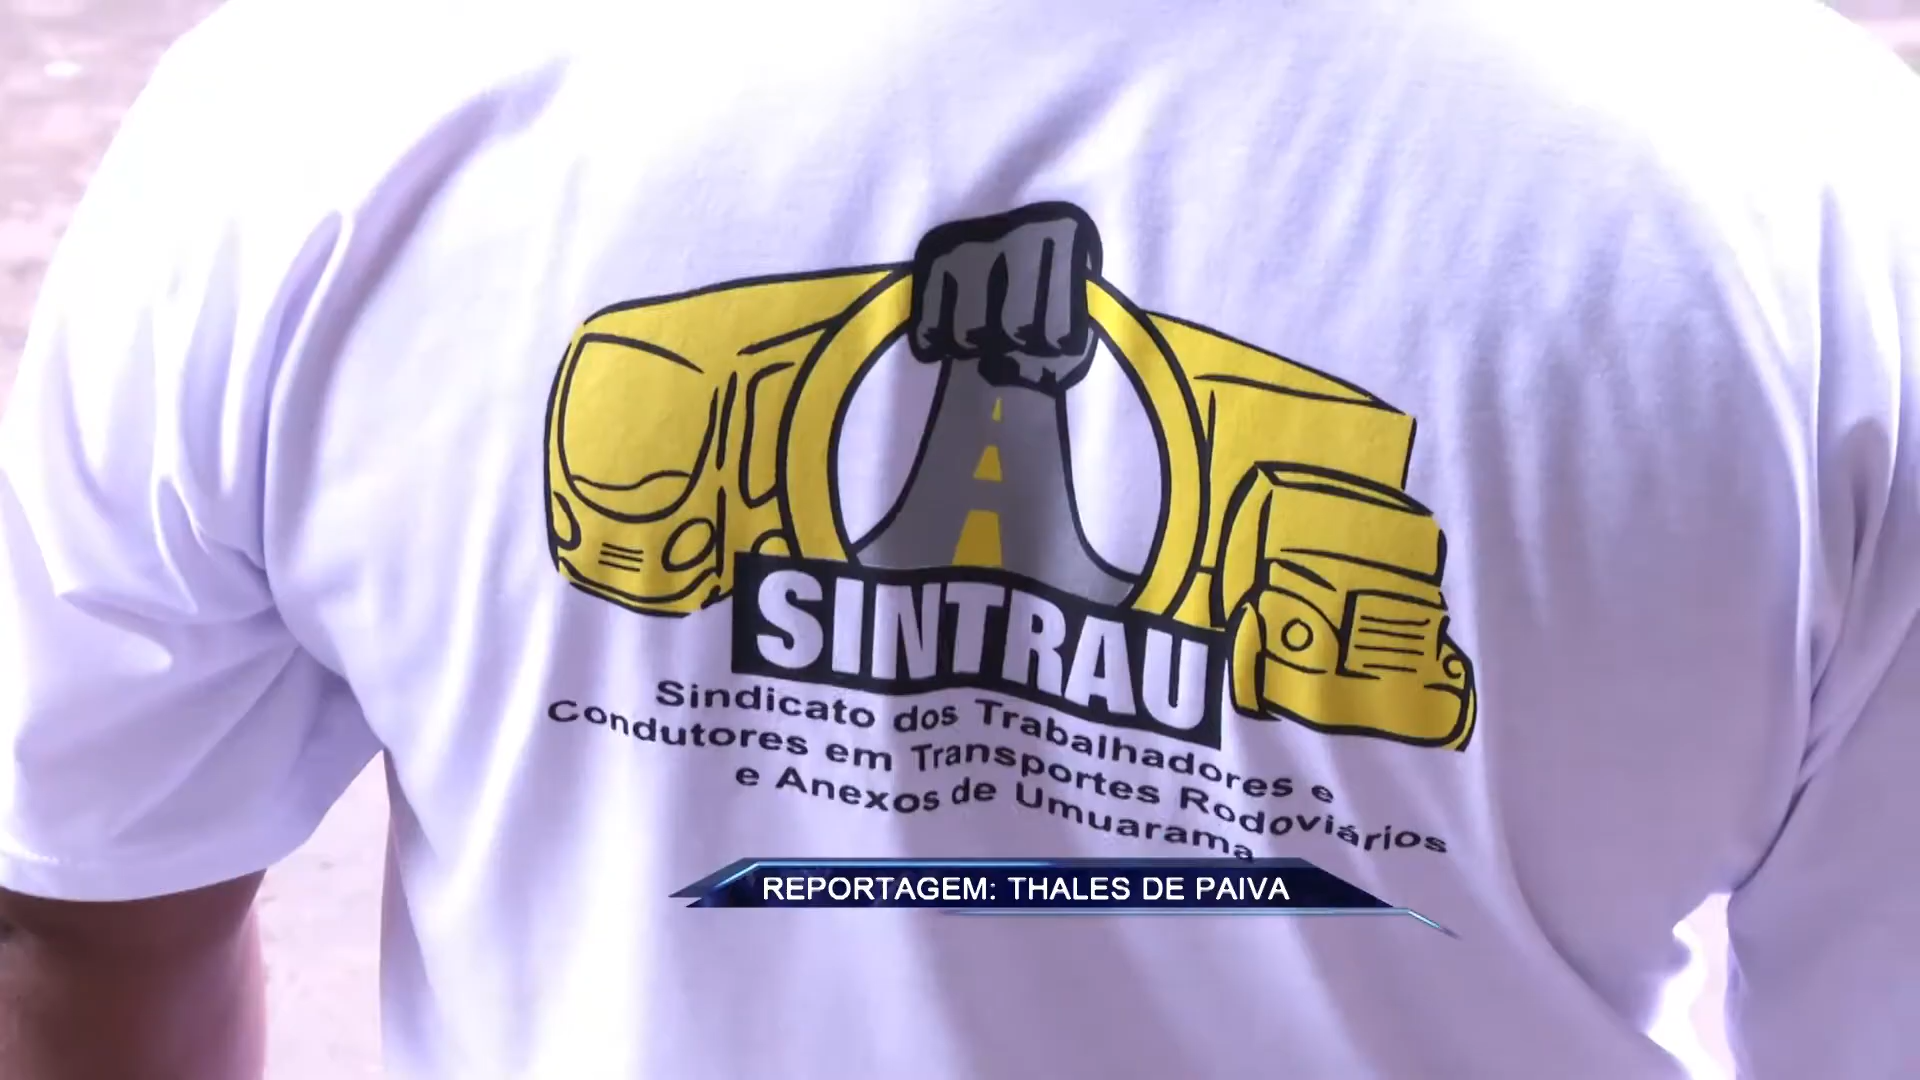 SINTRAU
Sindicato dos Trabalhadores e
Condutores em Transportes Rodoviários
e Anexos de Umuarama
REPORTAGEM: THALES DE PAIVA